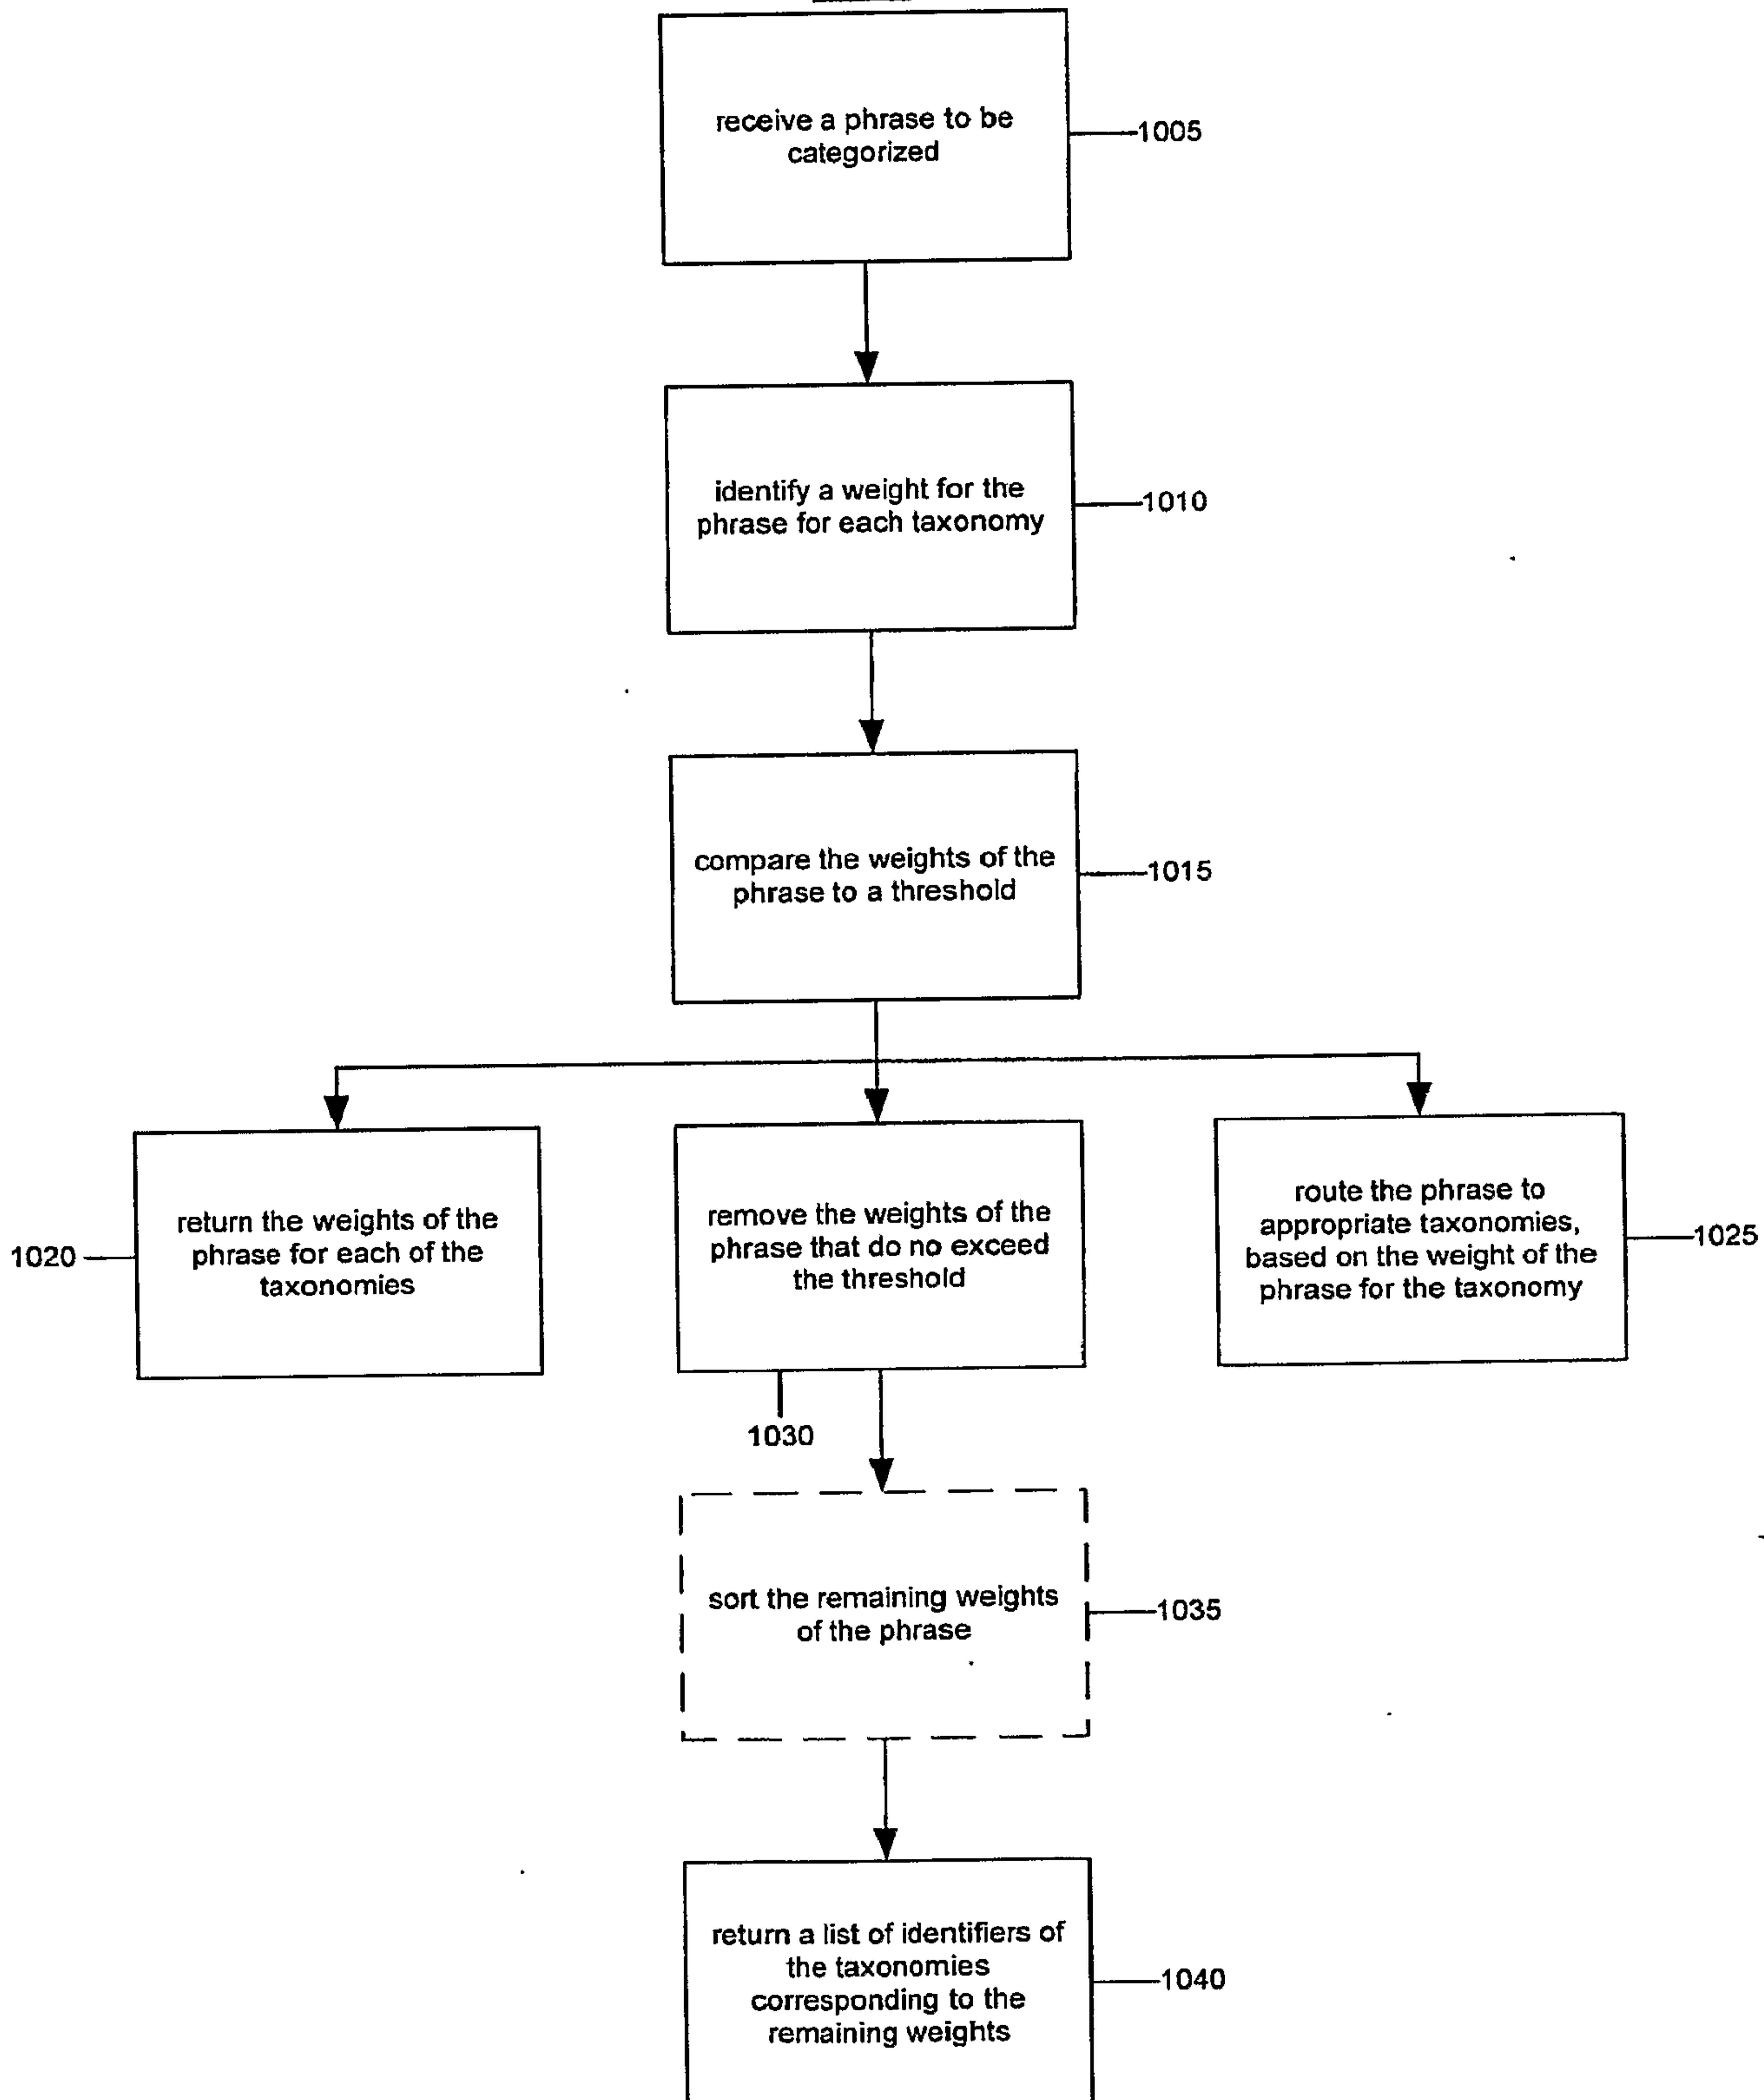 receive a phrase to be
categorized
1005
identify a weight for the
phrase for each taxonomy
1010
compare the weights of the
phrase to a threshold
1015
return the weights of the
phrase for each of the
taxonomies
1020
remove the weights of the
phrase that do no exceed
the threshold
1030
route the phrase to
appropriate taxonomies,
based on the weight of the
phrase for the taxonomy
1025
sort the remaining weights
of the phrase
1035
return a list of identifiers of
the taxonomies
corresponding to the
remaining weights
1040